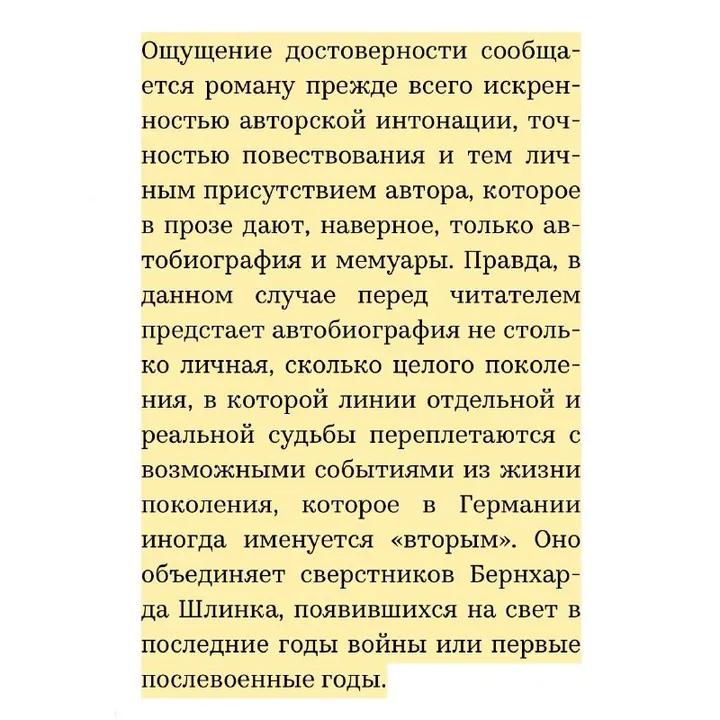 Ощущение достоверности сообща-
ется роману прежде всего искрен-
ностью авторской интонации, точ-
ностью повествования и тем лич-
ным присутствием автора, которое
в прозе дают, наверное, только ав-
тобиография и мемуары. Правда, в
данном случае перед читателем
предстает автобиография не столь-
ко личная, сколько целого поколе-
ния, в которой линии отдельной и
реальной судьбы переплетаются с
возможными событиями из жизни
поколения, которое в Германии
иногда именуется «вторым». Оно
объединяет сверстников Бернхар-
да Шлинка, появившихся на свет в
последние годы войны или первые
послевоенные годы.